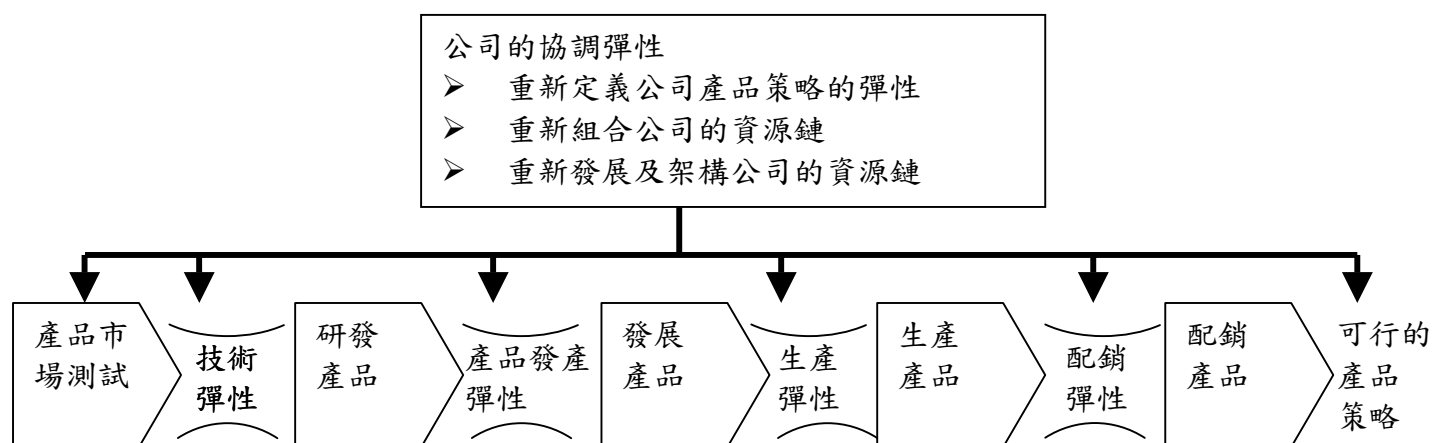 公司的協調彈性
➢ 重新定義公司產品策略的彈性
➢ 重新組合公司的資源鏈
➢ 重新發展及架構公司的資源鏈
產品市
場測試
技術
彈性
研發
產品
產品發產
彈性
發展
產品
生產
彈性
生產
產品
配銷
彈性
配銷
產品
可行的
產品
策略